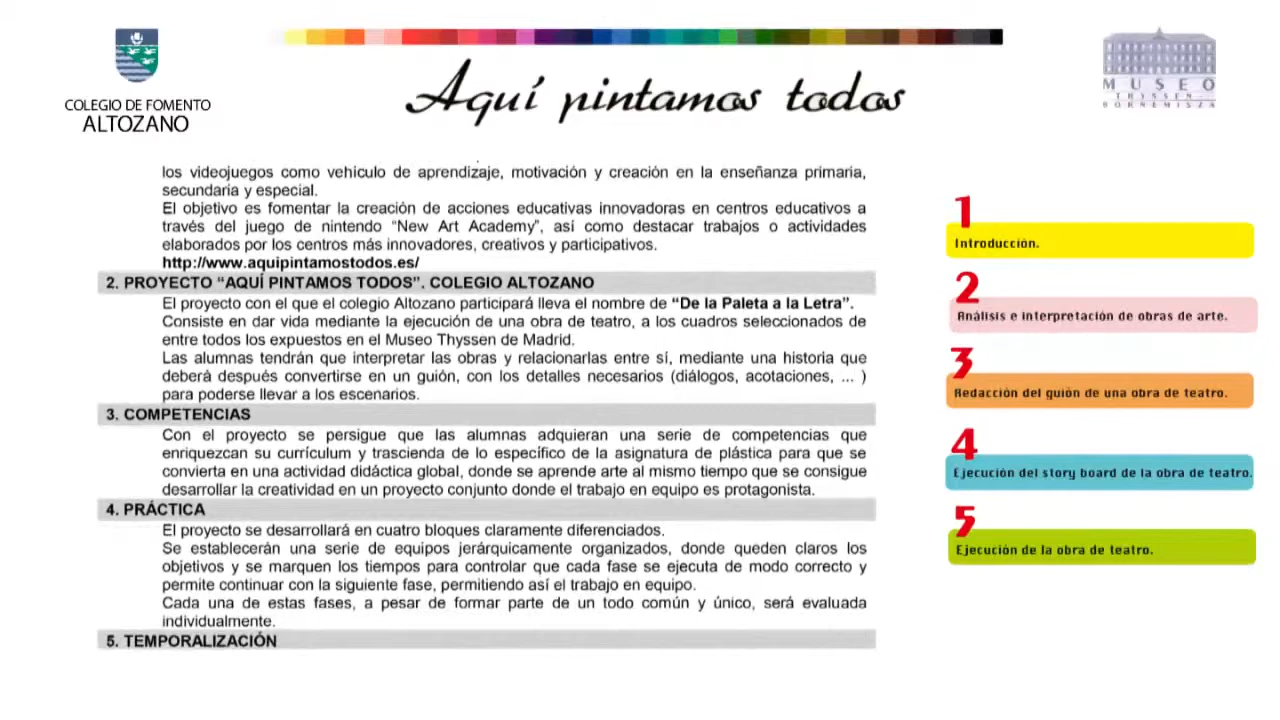 COLEGIO DE FOMENTO
ALTOZANO
Aquí pintamos todos
MUSEO
THYSSEN-
BORNEMISZA
los videojuegos como vehículo de aprendizaje, motivación y creación en la enseñanza primaria,
secundaria y especial.
El objetivo es fomentar la creación de acciones educativas innovadoras en centros educativos a
través del juego de nintendo “New Art Academy”, así como destacar trabajos o actividades
elaborados por los centros más innovadores, creativos y participativos.
http://www.aquipintamostodos.es/
2. PROYECTO “AQUÍ PINTAMOS TODOS”. COLEGIO ALTOZANO
El proyecto con el que el colegio Altozano participará lleva el nombre de “De la Paleta a la Letra”.
Consiste en dar vida mediante la ejecución de una obra de teatro, a los cuadros seleccionados de
entre todos los expuestos en el Museo Thyssen de Madrid.
Las alumnas tendrán que interpretar las obras y relacionarlas entre sí, mediante una historia que
deberá después convertirse en un guión, con los detalles necesarios (diálogos, acotaciones, ... )
para poderse llevar a los escenarios.
3. COMPETENCIAS
Con el proyecto se persigue que las alumnas adquieran una serie de competencias que
enriquezcan su currículum y trascienda de lo específico de la asignatura de plástica para que se
convierta en una actividad didáctica global, donde se aprende arte al mismo tiempo que se consigue
desarrollar la creatividad en un proyecto conjunto donde el trabajo en equipo es protagonista.
4. PRÁCTICA
El proyecto se desarrollará en cuatro bloques claramente diferenciados.
Se establecerán una serie de equipos jerárquicamente organizados, donde queden claros los
objetivos y se marquen los tiempos para controlar que cada fase se ejecuta de modo correcto y
permite continuar con la siguiente fase, permitiendo así el trabajo en equipo.
Cada una de estas fases, a pesar de formar parte de un todo común y único, será evaluada
individualmente.
5. TEMPORALIZACIÓN
1
Introducción.
2
Análisis e interpretación de obras de arte.
3
Redacción del guión de una obra de teatro.
4
Ejecución del story board de la obra de teatro.
5
Ejecución de la obra de teatro.